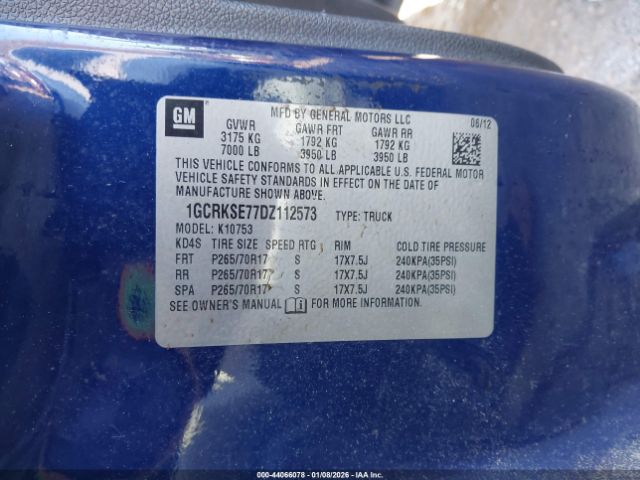 GM
MFD BY GENERAL MOTORS LLC
06/12
GVWR GAWR FRT GAWR RR
3175 KG 1792 KG 1792 KG
7000 LB 3950 LB 3950 LB
THIS VEHICLE CONFORMS TO ALL APPLICABLE U.S. FEDERAL MOTOR
VEHICLE SAFETY STANDARDS IN EFFECT ON THE DATE OF
MANUFACTURE SHOWN ABOVE.
1GCRKSE77DZ112573 TYPE: TRUCK
MODEL: K10753
KD4S TIRE SIZE SPEED RTG RIM COLD TIRE PRESSURE
FRT P265/70R17 S 17X7.5J 240KPA(35PSI)
RR P265/70R17 S 17X7.5J 240KPA(35PSI)
SPA P265/70R17 S 17X7.5J 240KPA(35PSI)
SEE OWNER'S MANUAL i FOR MORE INFORMATION.
000-44066078 - 01/08/2026 - IAAI.COM